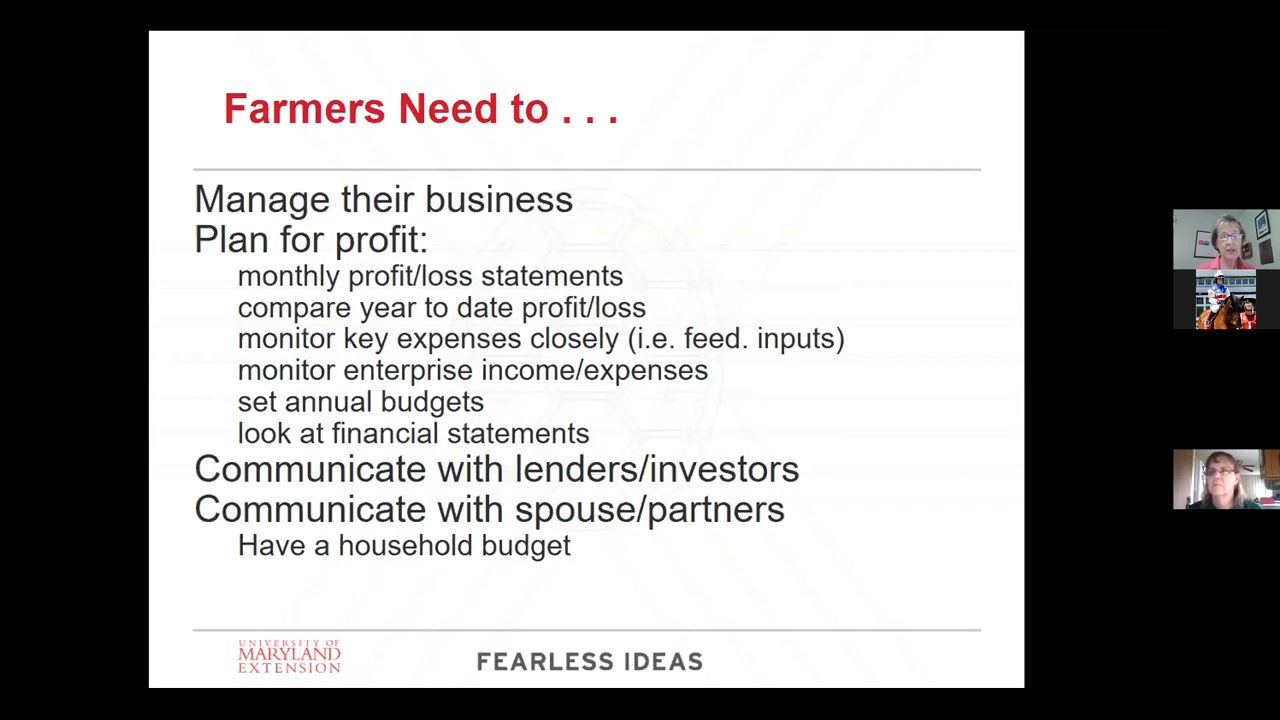 Farmers Need to . . .
Manage their business
Plan for profit:
monthly profit/loss statements
compare year to date profit/loss
monitor key expenses closely (i.e. feed. inputs)
monitor enterprise income/expenses
set annual budgets
look at financial statements
Communicate with lenders/investors
Communicate with spouse/partners
Have a household budget
UNIVERSITY OF
MARYLAND
EXTENSION
FEARLESS IDEAS